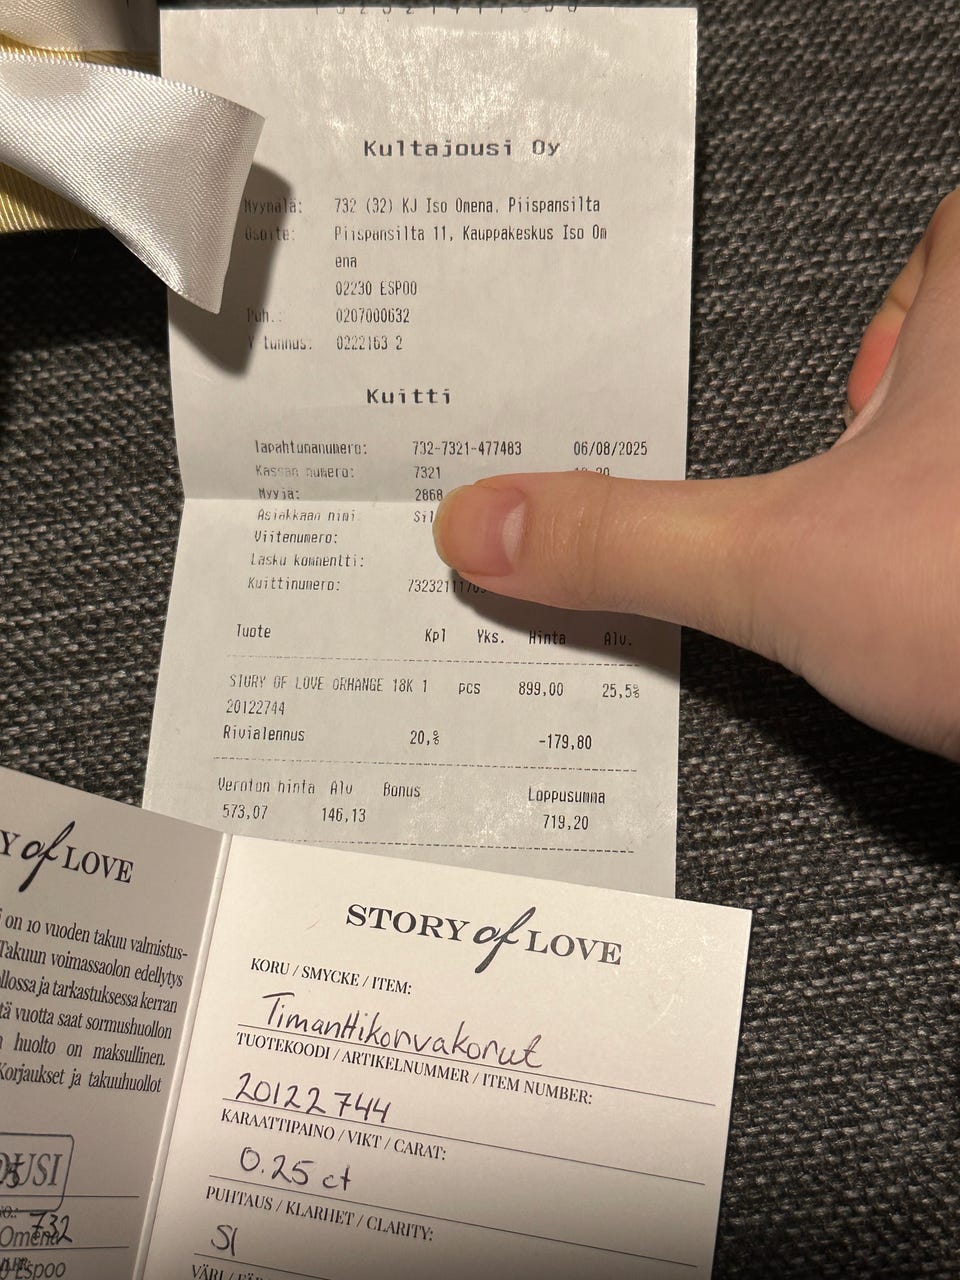 Kultajousi Oy
Myymälä: 732 (32) KJ Iso Omena, Piispansilta
Osoite: Piispansilta 11, Kauppakeskus Iso Om
ena
02230 ESPOO
Puh.: 0207000632
Y tunnus: 0222163 2
Kuitti
Tapahtumanumero: 732-7321-477483 06/08/2025
Kassan numero: 7321
Myyjä: 2868
Asiakkaan nimi: Sil
Viitenumero:
Lasku kommentti:
Kuittinumero:
Tuote Kpl Yks. Hinta Alv.
STORY OF LOVE ORHANGE 18K 1 pcs 899,00 25,5%
20122744
Rivialennus 20,% -179,80
Veroton hinta Alv Bonus Loppusumma
573,07 146,13 719,20
Y of LOVE
on 10 vuoden takuu valmistus-
Takuun voimassaolon edellytys
llossa ja tarkastuksessa kerran
tä vuotta saat sormushuollon
huolto on maksullinen.
Korjaukset ja takuuhuollot
OUSI
732
Omena
Espoo
STORY of LOVE
KORU / SMYCKE / ITEM:
Timanttikorvakorut
TUOTEKOODI / ARTIKELNUMMER / ITEM NUMBER:
20122744
KARAATTIPAINO / VIKT / CARAT:
0.25 ct
PUHTAUS / KLARHET / CLARITY:
SI
VÄRI /